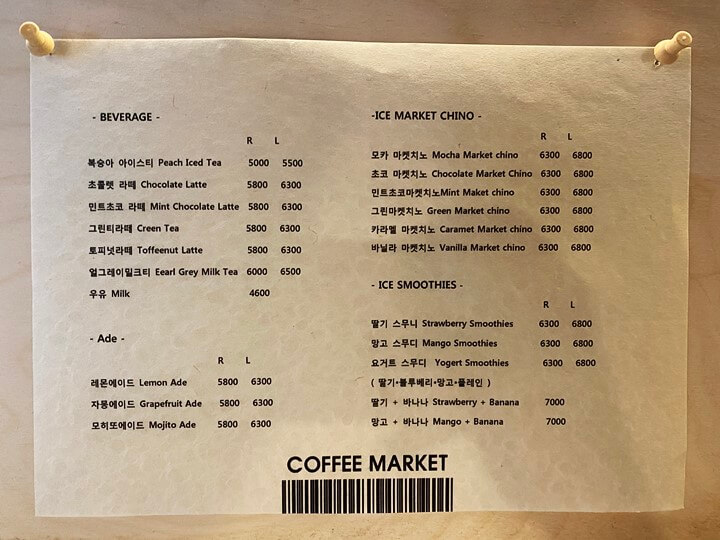 - BEVERAGE -
R L
복숭아 아이스티 Peach Iced Tea 5000 5500
초콜렛 라떼 Chocolate Latte 5800 6300
민트초코 라떼 Mint Chocolate Latte 5800 6300
그린티라떼 Creen Tea 5800 6300
토피넛라떼 Toffeenut Latte 5800 6300
얼그레이밀크티 Eearl Grey Milk Tea 6000 6500
우유 Milk 4600
- Ade -
R L
레몬에이드 Lemon Ade 5800 6300
자몽에이드 Grapefruit Ade 5800 6300
모히또에이드 Mojito Ade 5800 6300
-ICE MARKET CHINO -
R L
모카 마켓치노 Mocha Market chino 6300 6800
초코 마켓치노 Chocolate Market Chino 6300 6800
민트초코마켓치노Mint Maket chino 6300 6800
그린마켓치노 Green Market chino 6300 6800
카라멜 마켓치노 Caramet Market chino 6300 6800
바닐라 마켓치노 Vanilla Market chino 6300 6800
- ICE SMOOTHIES -
R L
딸기 스무니 Strawberry Smoothies 6300 6800
망고 스무디 Mango Smoothies 6300 6800
요거트 스무디 Yogert Smoothies 6300 6800
( 딸기•블루베리•망고•플레인 )
딸기 + 바나나 Strawberry + Banana 7000
망고 + 바나나 Mango + Banana 7000
COFFEE MARKET